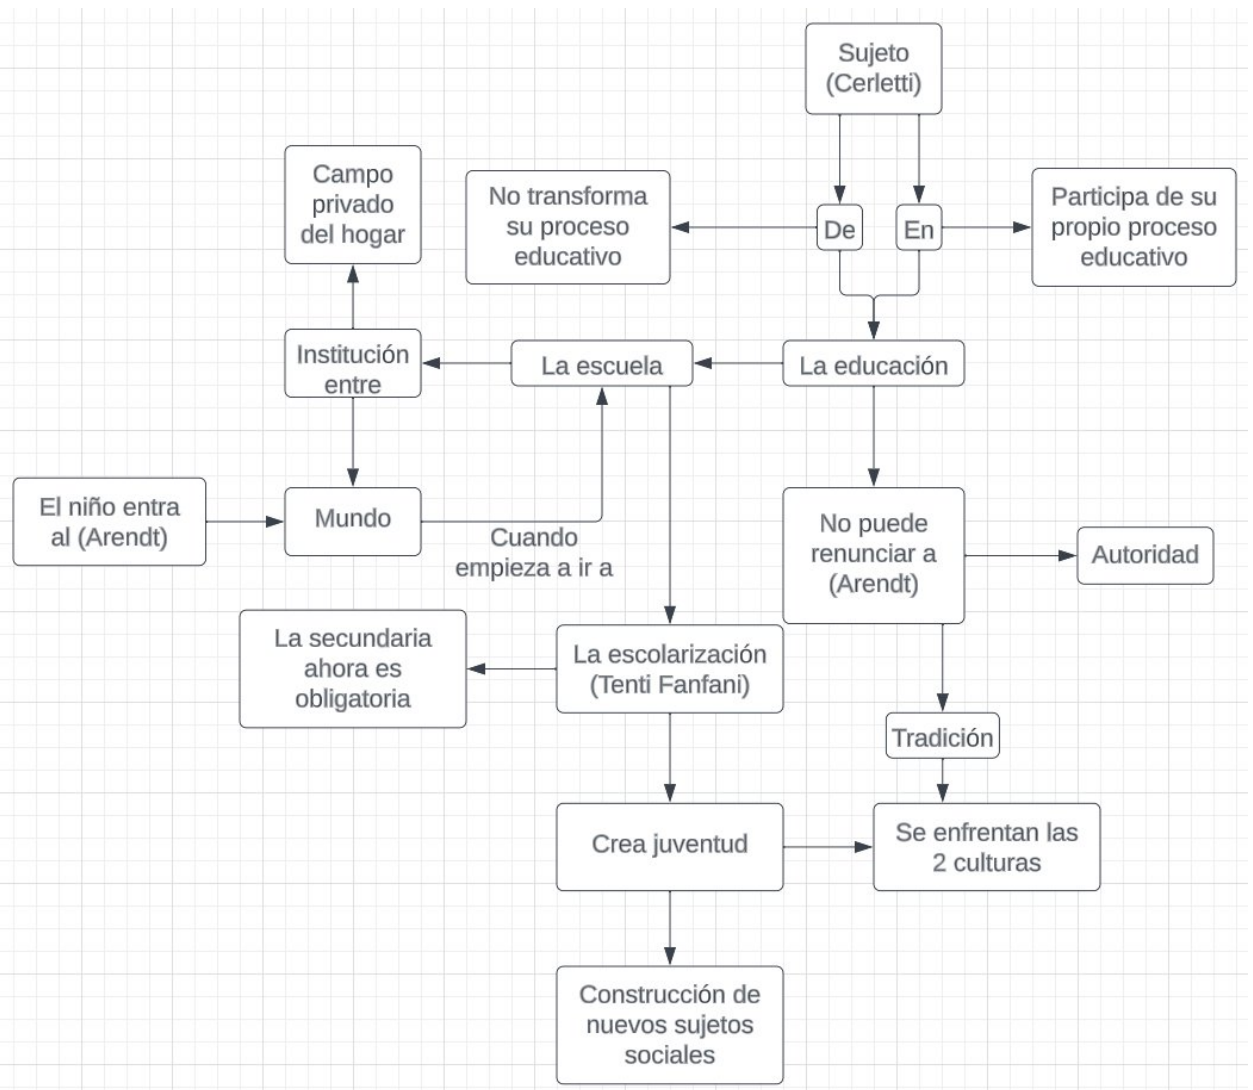 Sujeto
(Cerletti)
Campo
privado
del hogar
No transforma
su proceso
educativo
De
En
Participa de su
propio proceso
educativo
Institución
entre
La escuela
La educación
El niño entra
al (Arendt)
Mundo
Cuando
empieza a ir a
No puede
renunciar a
(Arendt)
Autoridad
La secundaria
ahora es
obligatoria
La escolarización
(Tenti Fanfani)
Tradición
Crea juventud
Se enfrentan las
2 culturas
Construcción de
nuevos sujetos
sociales